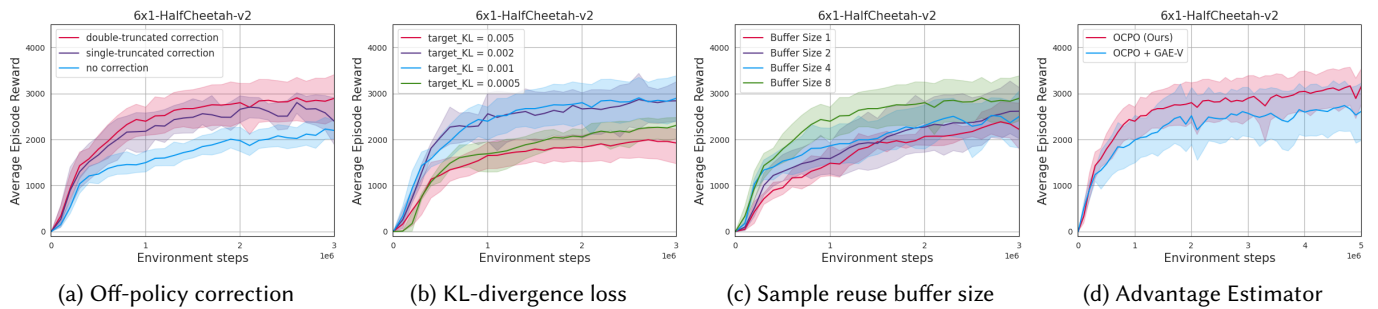 6x1-HalfCheetah-v2
double-truncated correction
single-truncated correction
no correction
Average Episode Reward
4000
3000
2000
1000
0
0
1
2
3
1e6
Environment steps
(a) Off-policy correction
6x1-HalfCheetah-v2
target_KL = 0.005
target_KL = 0.002
target_KL = 0.001
target_KL = 0.0005
Average Episode Reward
4000
3000
2000
1000
0
0
1
2
3
1e6
Environment steps
(b) KL-divergence loss
6x1-HalfCheetah-v2
Buffer Size 1
Buffer Size 2
Buffer Size 4
Buffer Size 8
Average Episode Reward
4000
3000
2000
1000
0
0
1
2
3
1e6
Environment steps
(c) Sample reuse buffer size
6x1-HalfCheetah-v2
OCPO (Ours)
OCPO + GAE-V
Average Episode Reward
4000
3000
2000
1000
0
0
1
2
3
4
5
1e6
Environment steps
(d) Advantage Estimator